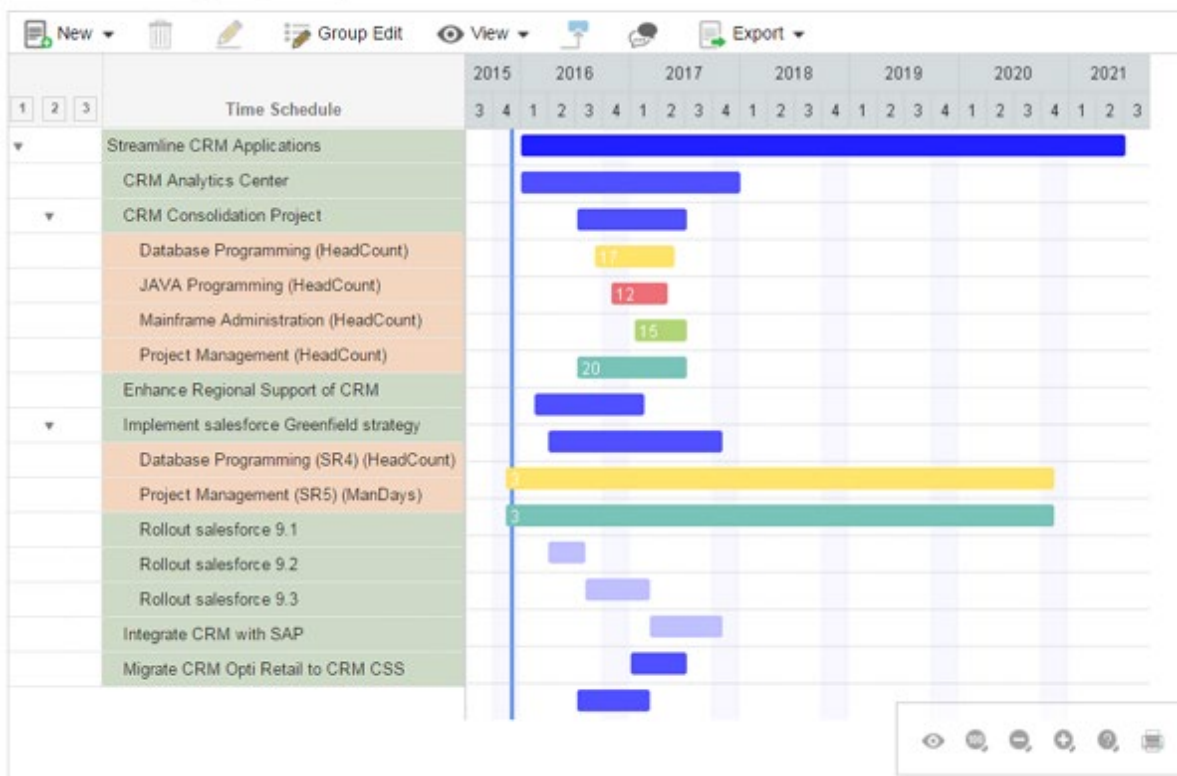 New Group Edit View Export
2015 2016 2017 2018 2019 2020 2021
1 2 3 Time Schedule 3 4 1 2 3 4 1 2 3 4 1 2 3 4 1 2 3 4 1 2 3 4 1 2 3
Streamline CRM Applications
CRM Analytics Center
CRM Consolidation Project
Database Programming (HeadCount)
17
JAVA Programming (HeadCount)
12
Mainframe Administration (HeadCount)
15
Project Management (HeadCount)
20
Enhance Regional Support of CRM
Implement salesforce Greenfield strategy
Database Programming (SR4) (HeadCount)
Project Management (SR5) (ManDays)
3
Rollout salesforce 9.1
Rollout salesforce 9.2
Rollout salesforce 9.3
Integrate CRM with SAP
Migrate CRM Opti Retail to CRM CSS
100